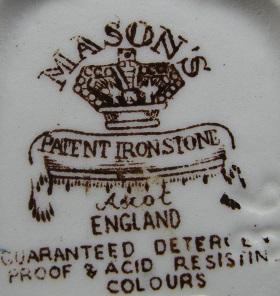 MASON'S
PATENT IRONSTONE
Ascot
ENGLAND
GUARANTEED
PROOF & ACID
COLOURS